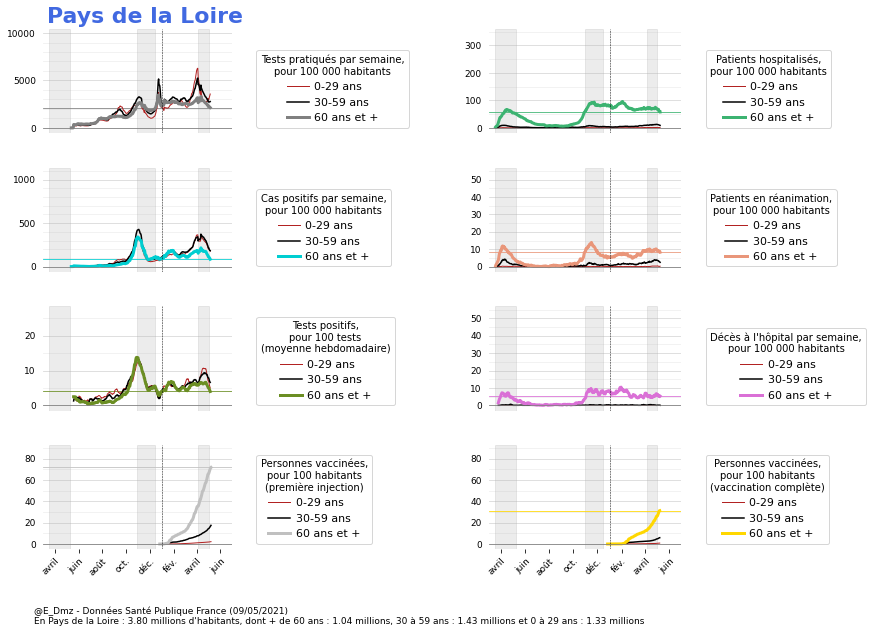 Pays de la Loire
10000
5000
0
Tests pratiqués par semaine,
pour 100 000 habitants
0-29 ans
30-59 ans
60 ans et +
300
200
100
0
Patients hospitalisés,
pour 100 000 habitants
0-29 ans
30-59 ans
60 ans et +
1000
500
0
Cas positifs par semaine,
pour 100 000 habitants
0-29 ans
30-59 ans
60 ans et +
50
40
30
20
10
0
Patients en réanimation,
pour 100 000 habitants
0-29 ans
30-59 ans
60 ans et +
20
10
0
Tests positifs,
pour 100 tests
(moyenne hebdomadaire)
0-29 ans
30-59 ans
60 ans et +
50
40
30
20
10
0
Décès à l'hôpital par semaine,
pour 100 000 habitants
0-29 ans
30-59 ans
60 ans et +
80
60
40
20
0
avril juin août oct. déc. fév. avril juin
Personnes vaccinées,
pour 100 habitants
(première injection)
0-29 ans
30-59 ans
60 ans et +
80
60
40
20
0
avril juin août oct. déc. fév. avril juin
Personnes vaccinées,
pour 100 habitants
(vaccination complète)
0-29 ans
30-59 ans
60 ans et +
@E_Dmz - Données Santé Publique France (09/05/2021)
En Pays de la Loire : 3.80 millions d'habitants, dont + de 60 ans : 1.04 millions, 30 à 59 ans : 1.43 millions et 0 à 29 ans : 1.33 millions